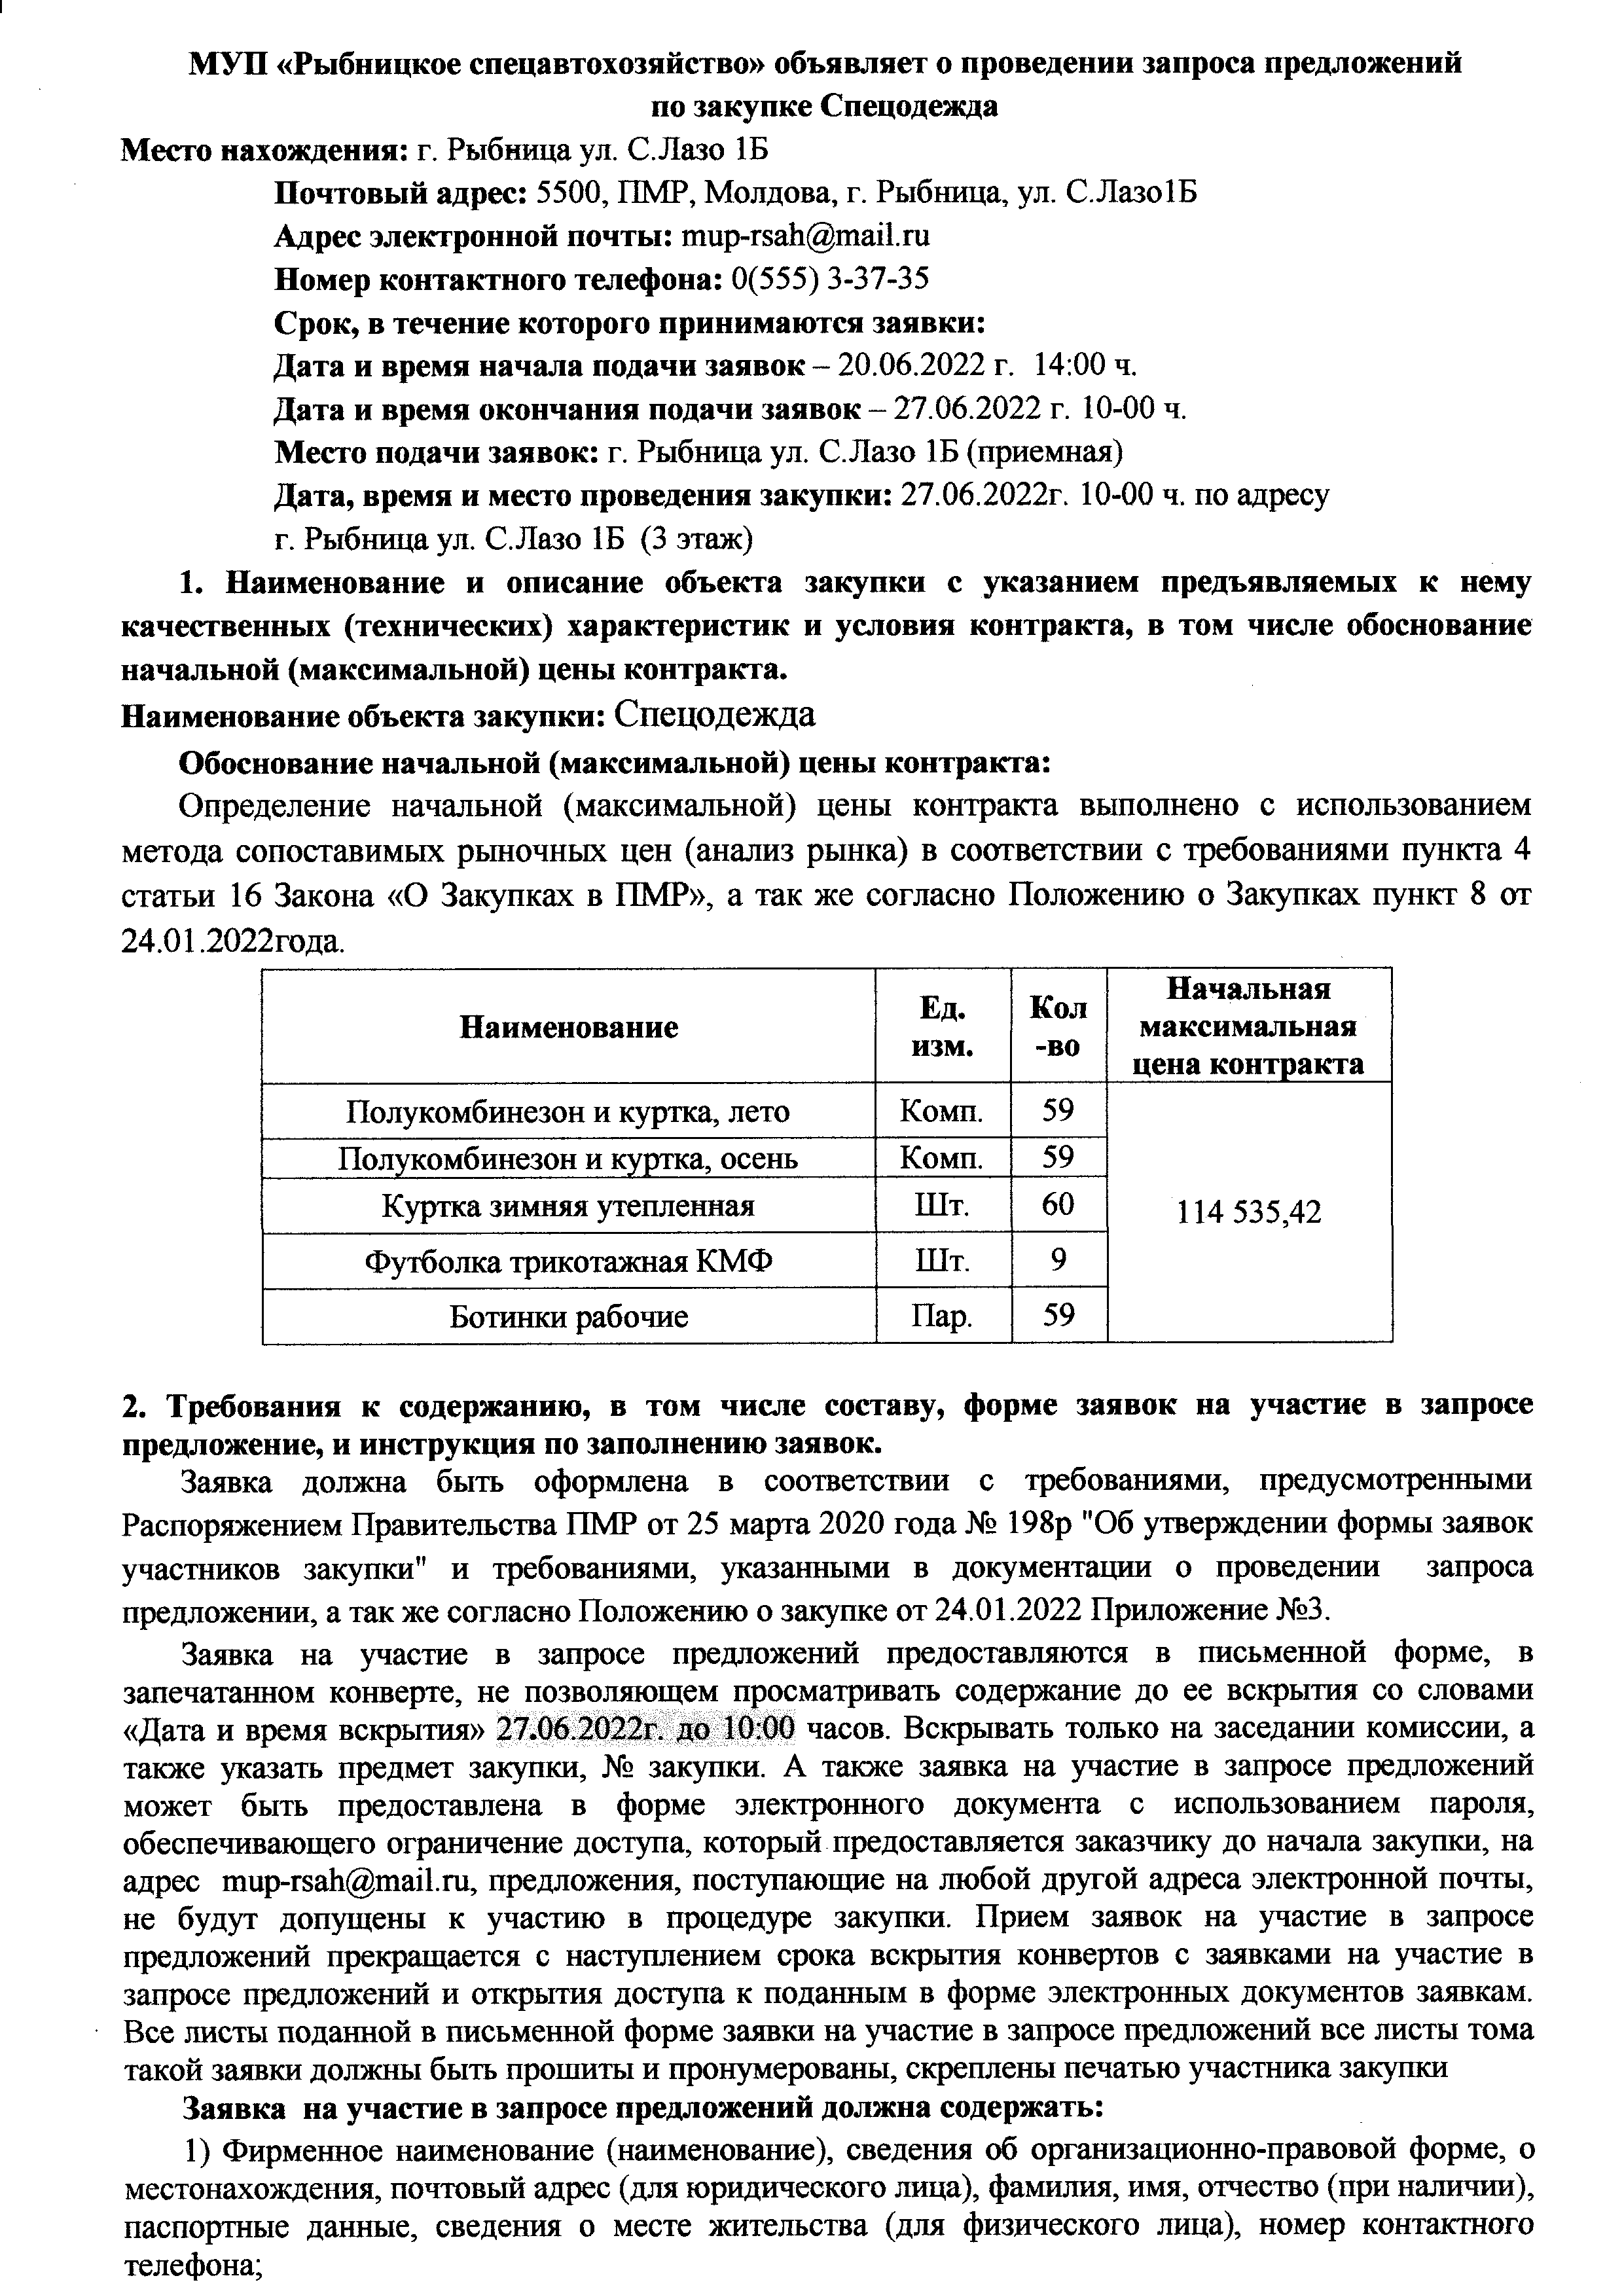 МУП «Рыбницкое спецавтохозяйство» объявляет о проведении запроса предложений
по закупке Спецодежда
Место нахождения: г. Рыбница ул. С.Лазо 1Б
Почтовый адрес: 5500, ПМР, Молдова, г. Рыбница, ул. С.Лазо1Б
Адрес электронной почты: mup-rsah@mail.ru
Номер контактного телефона: 0(555) 3-37-35
Срок, в течение которого принимаются заявки:
Дата и время начала подачи заявок – 20.06.2022 г. 14:00 ч.
Дата и время окончания подачи заявок – 27.06.2022 г. 10-00 ч.
Место подачи заявок: г. Рыбница ул. С.Лазо 1Б (приемная)
Дата, время и место проведения закупки: 27.06.2022г. 10-00 ч. по адресу
г. Рыбница ул. С.Лазо 1Б (3 этаж)
1. Наименование и описание объекта закупки с указанием предъявляемых к нему
качественных (технических) характеристик и условия контракта, в том числе обоснование
начальной (максимальной) цены контракта.
Наименование объекта закупки: Спецодежда
Обоснование начальной (максимальной) цены контракта:
Определение начальной (максимальной) цены контракта выполнено с использованием
метода сопоставимых рыночных цен (анализ рынка) в соответствии с требованиями пункта 4
статьи 16 Закона «О Закупках в ПМР», а так же согласно Положению о Закупках пункт 8 от
24.01.2022года.
Наименование Ед. изм. Кол-во Начальная максимальная цена контракта
Полукомбинезон и куртка, лето Комп. 59
Полукомбинезон и куртка, осень Комп. 59
Куртка зимняя утепленная Шт. 60 114 535,42
Футболка трикотажная КМФ Шт. 9
Ботинки рабочие Пар. 59
2. Требования к содержанию, в том числе составу, форме заявок на участие в запросе
предложение, и инструкция по заполнению заявок.
Заявка должна быть оформлена в соответствии с требованиями, предусмотренными
Распоряжением Правительства ПМР от 25 марта 2020 года № 198р "Об утверждении формы заявок
участников закупки" и требованиями, указанными в документации о проведении запроса
предложении, а так же согласно Положению о закупке от 24.01.2022 Приложение №3.
Заявка на участие в запросе предложений предоставляются в письменной форме, в
запечатанном конверте, не позволяющем просматривать содержание до ее вскрытия со словами
«Дата и время вскрытия» 27.06.2022г. до 10:00 часов. Вскрывать только на заседании комиссии, а
также указать предмет закупки, № закупки. А также заявка на участие в запросе предложений
может быть предоставлена в форме электронного документа с использованием пароля,
обеспечивающего ограничение доступа, который предоставляется заказчику до начала закупки, на
адрес mup-rsah@mail.ru, предложения, поступающие на любой другой адреса электронной почты,
не будут допущены к участию в процедуре закупки. Прием заявок на участие в запросе
предложений прекращается с наступлением срока вскрытия конвертов с заявками на участие в
запросе предложений и открытия доступа к поданным в форме электронных документов заявкам.
Все листы поданной в письменной форме заявки на участие в запросе предложений все листы тома
такой заявки должны быть прошиты и пронумерованы, скреплены печатью участника закупки
Заявка на участие в запросе предложений должна содержать:
1) Фирменное наименование (наименование), сведения об организационно-правовой форме, о
местонахождения, почтовый адрес (для юридического лица), фамилия, имя, отчество (при наличии),
паспортные данные, сведения о месте жительства (для физического лица), номер контактного
телефона;